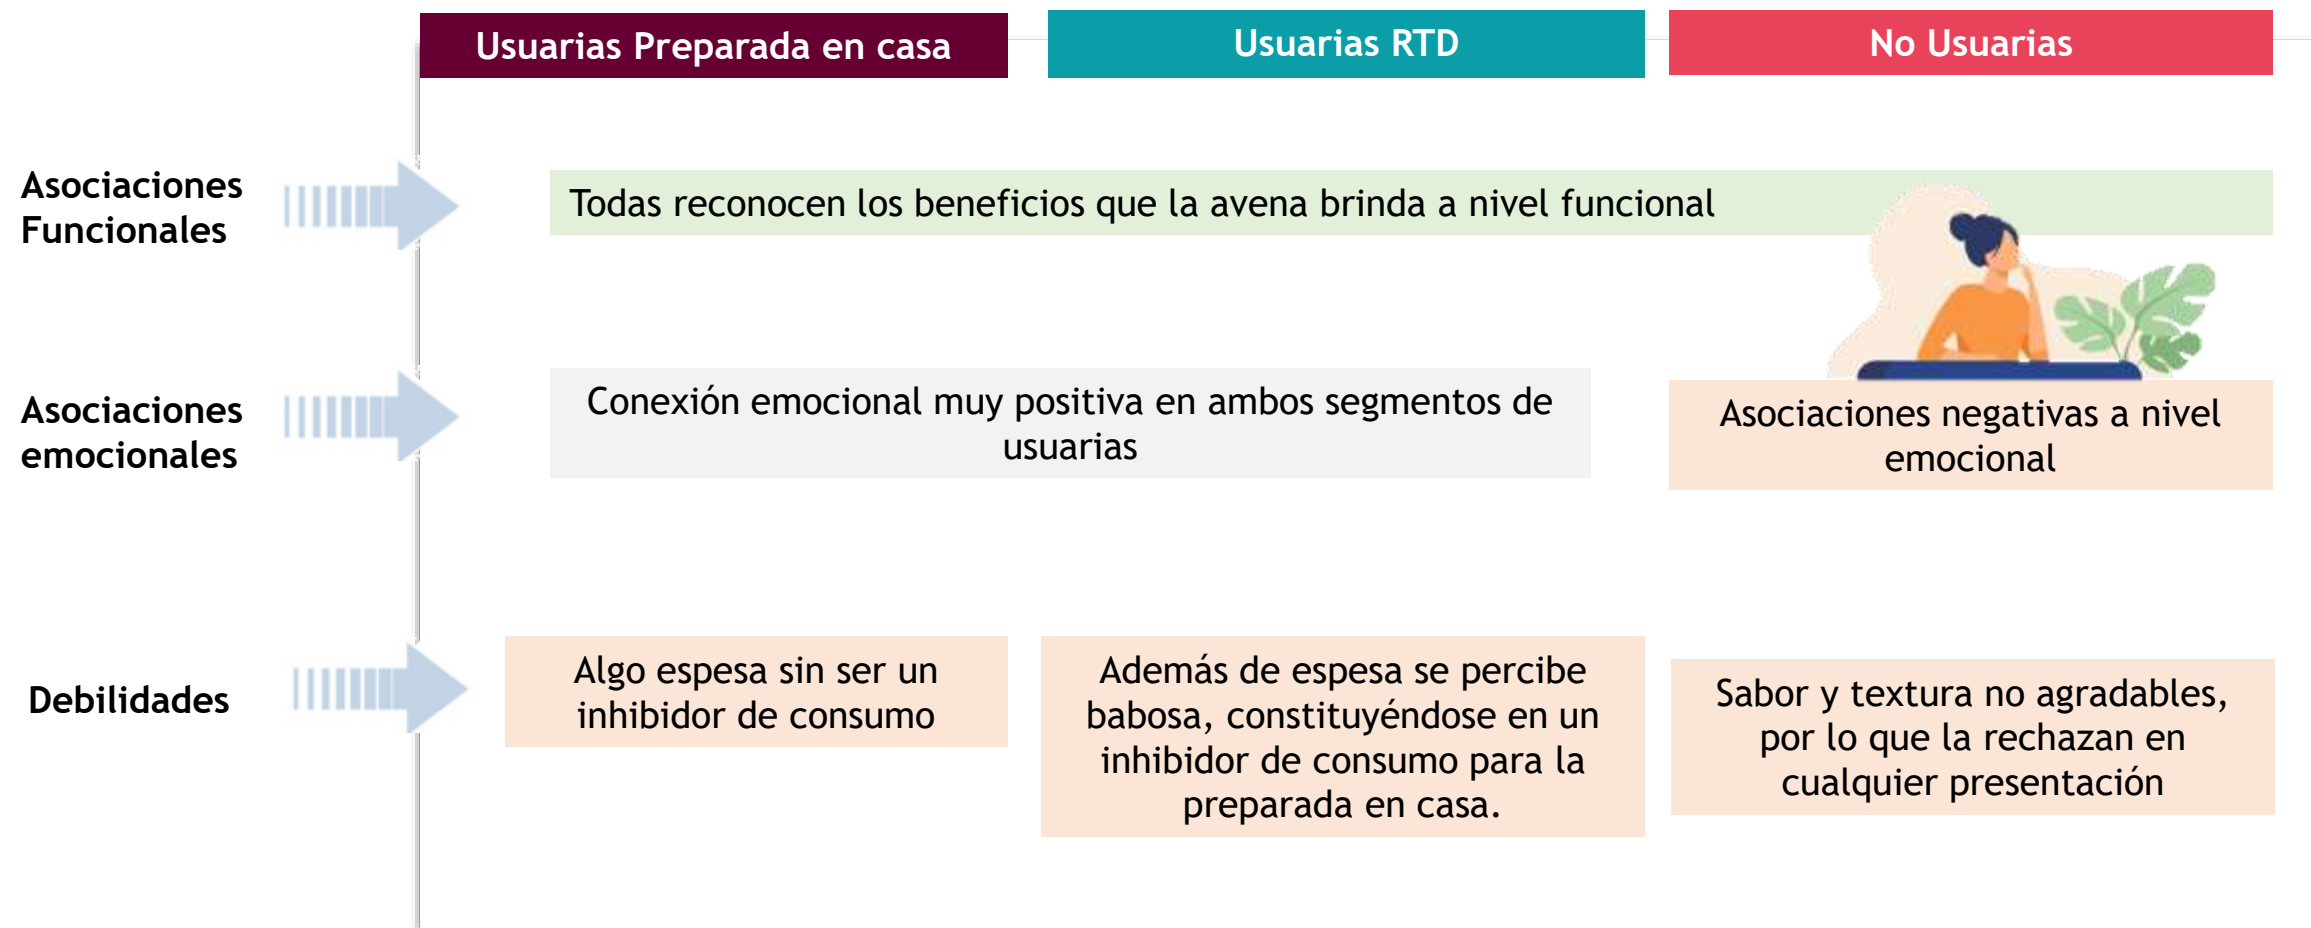 Usuarias Preparada en casa
Usuarias RTD
No Usuarias
Asociaciones
Funcionales
Todas reconocen los beneficios que la avena brinda a nivel funcional
Asociaciones
emocionales
Conexión emocional muy positiva en ambos segmentos de
usuarias
Asociaciones negativas a nivel
emocional
Debilidades
Algo espesa sin ser un
inhibidor de consumo
Además de espesa se percibe
babosa, constituyéndose en un
inhibidor de consumo para la
preparada en casa.
Sabor y textura no agradables,
por lo que la rechazan en
cualquier presentación